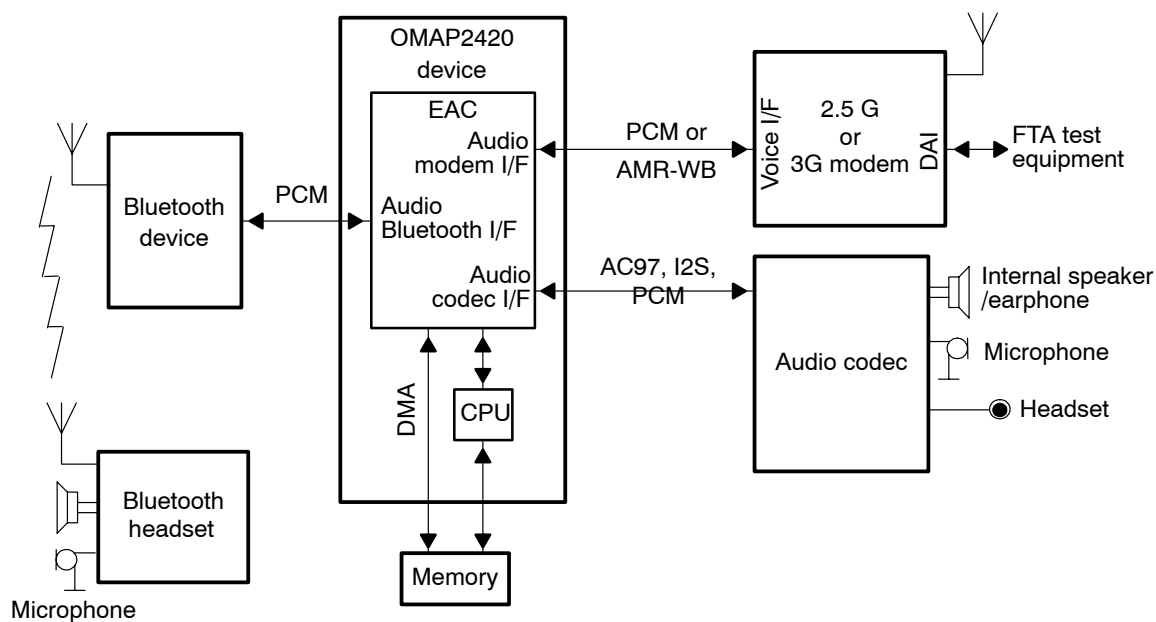 OMAP2420
device
EAC
Audio
modem I/F
Audio
Bluetooth I/F
Audio
codec I/F
PCM
Bluetooth
device
PCM or
AMR-WB
Voice I/F
2.5 G
or
3G modem
DAI
FTA test
equipment
AC97, I2S,
PCM
Audio codec
Internal speaker
/earphone
Microphone
Headset
DMA
CPU
Memory
Bluetooth
headset
Microphone